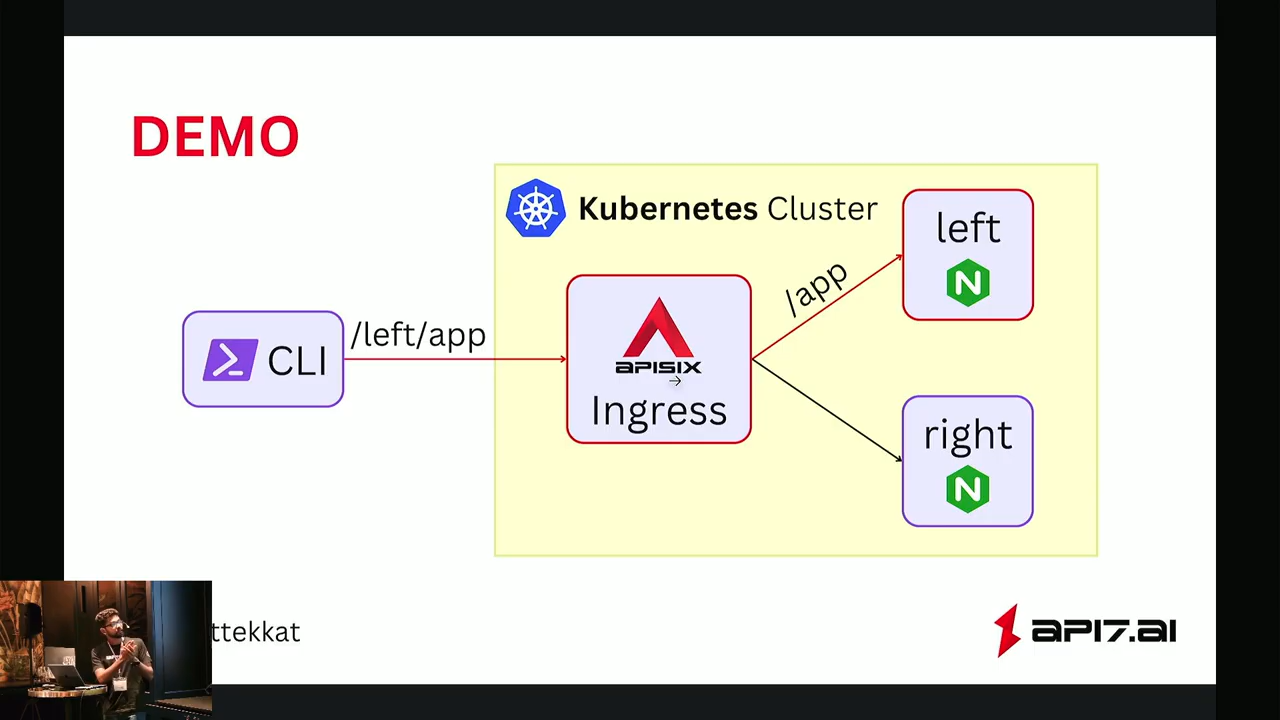 DEMO
Kubernetes Cluster
left
/app
/left/app
CLI
APISIX
Ingress
right
ttekkat
API7.AI